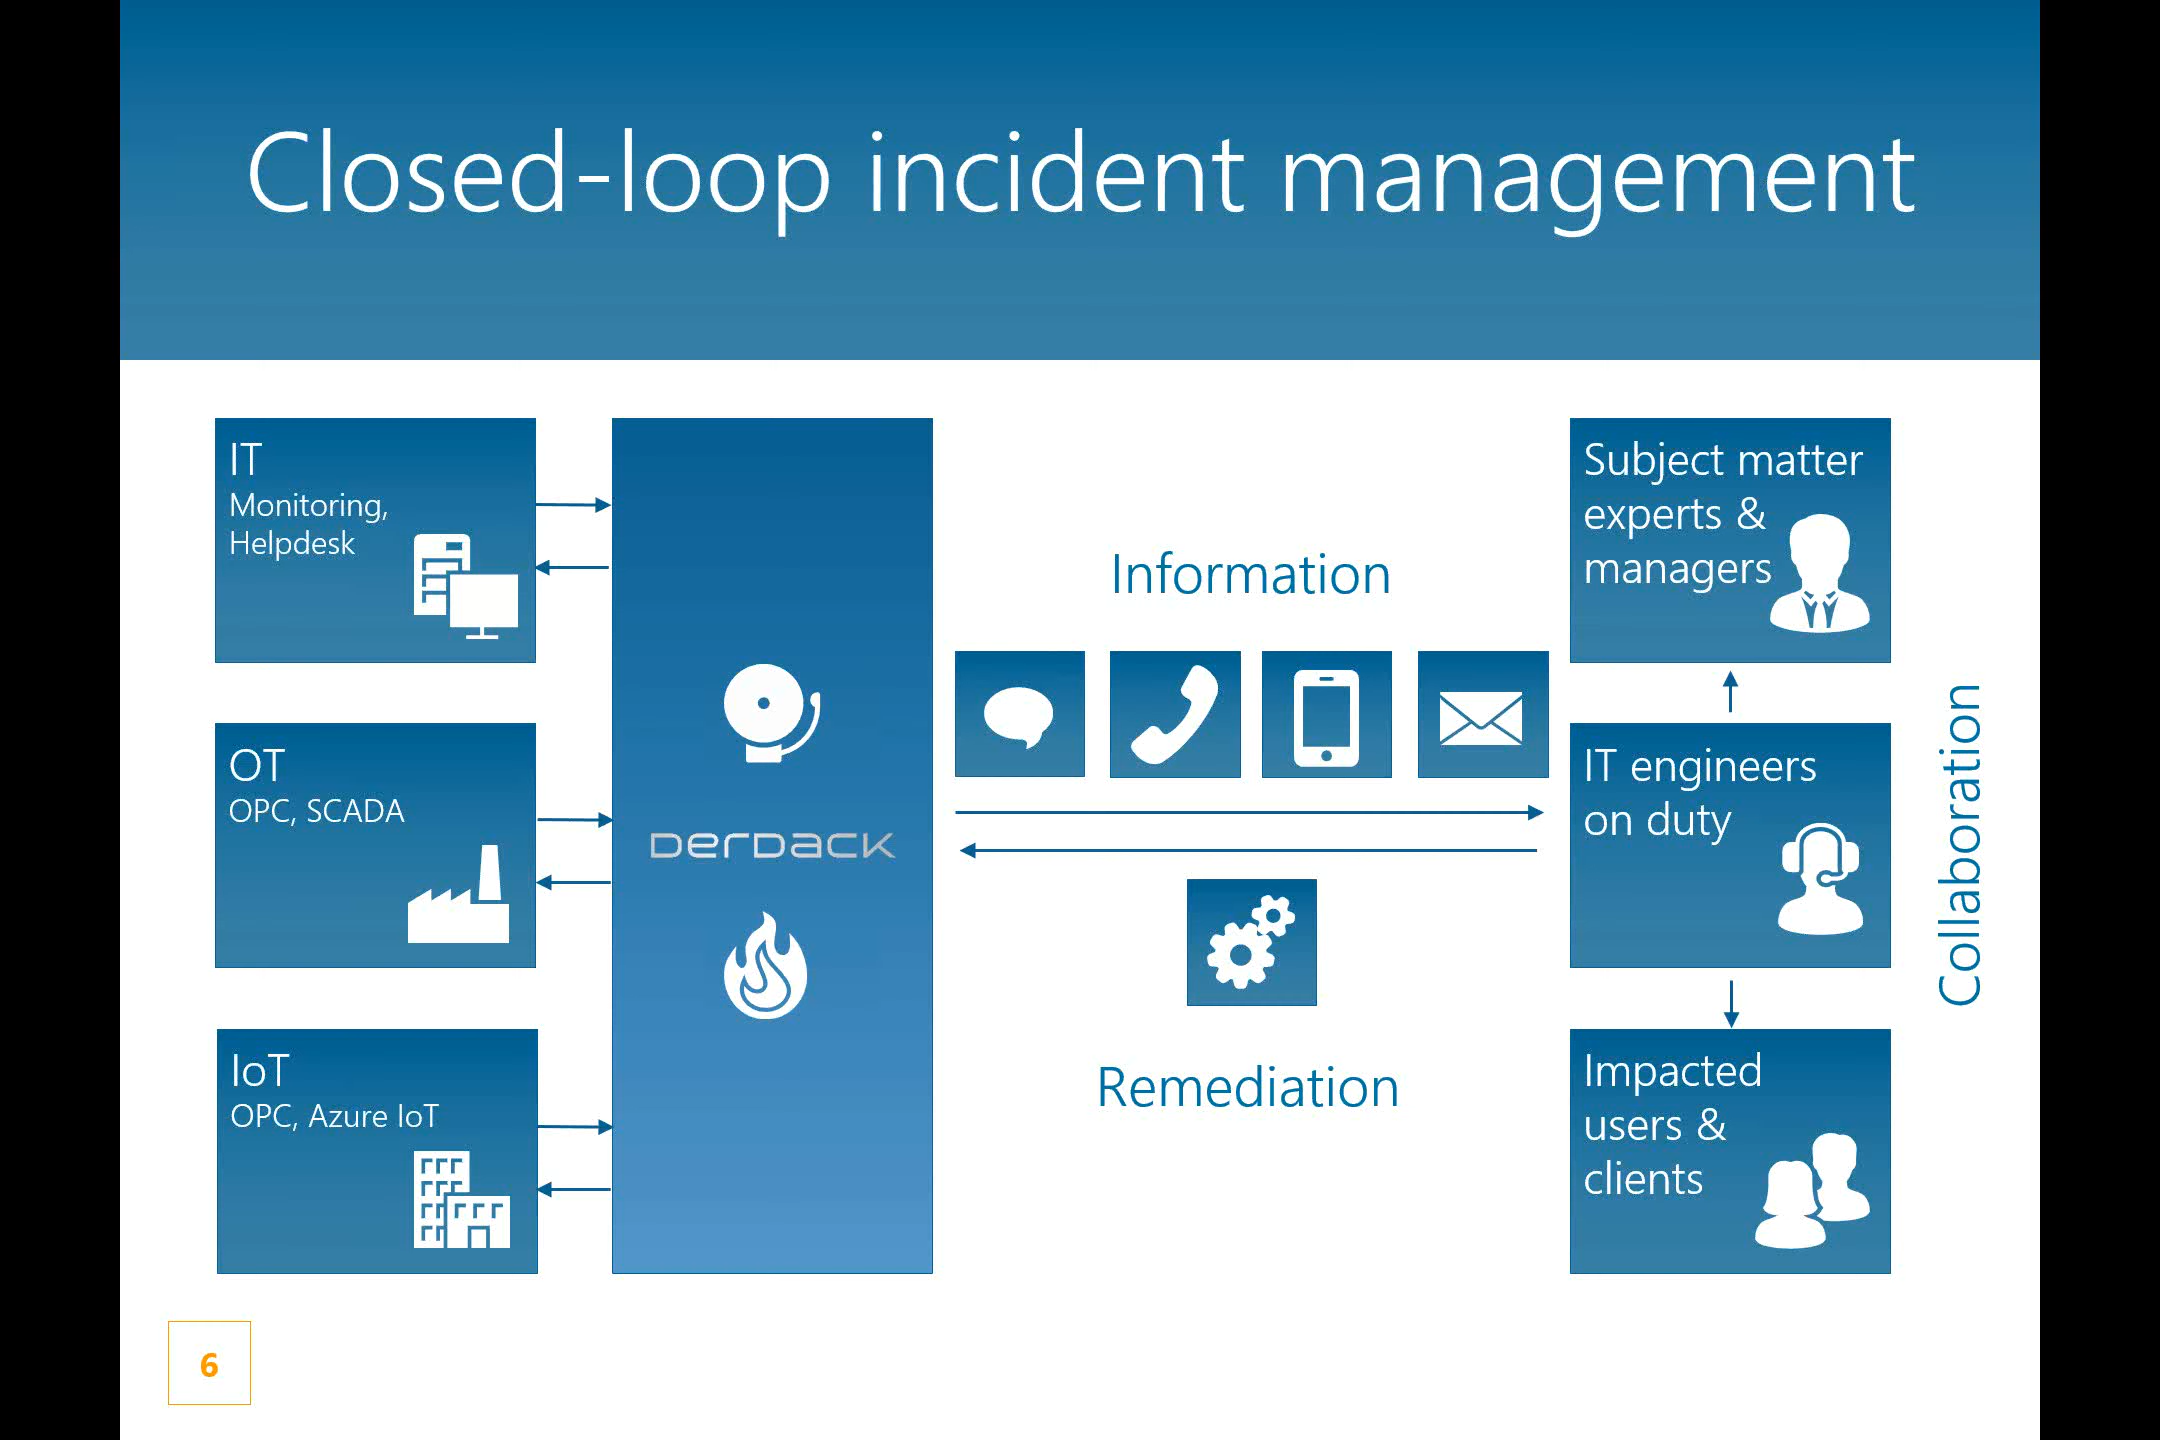 Closed-loop incident management
IT
Monitoring,
Helpdesk
OT
OPC, SCADA
IoT
OPC, Azure IoT
DerDack
Information
Remediation
Subject matter
experts &
managers
IT engineers
on duty
Impacted
users &
clients
Collaboration
6